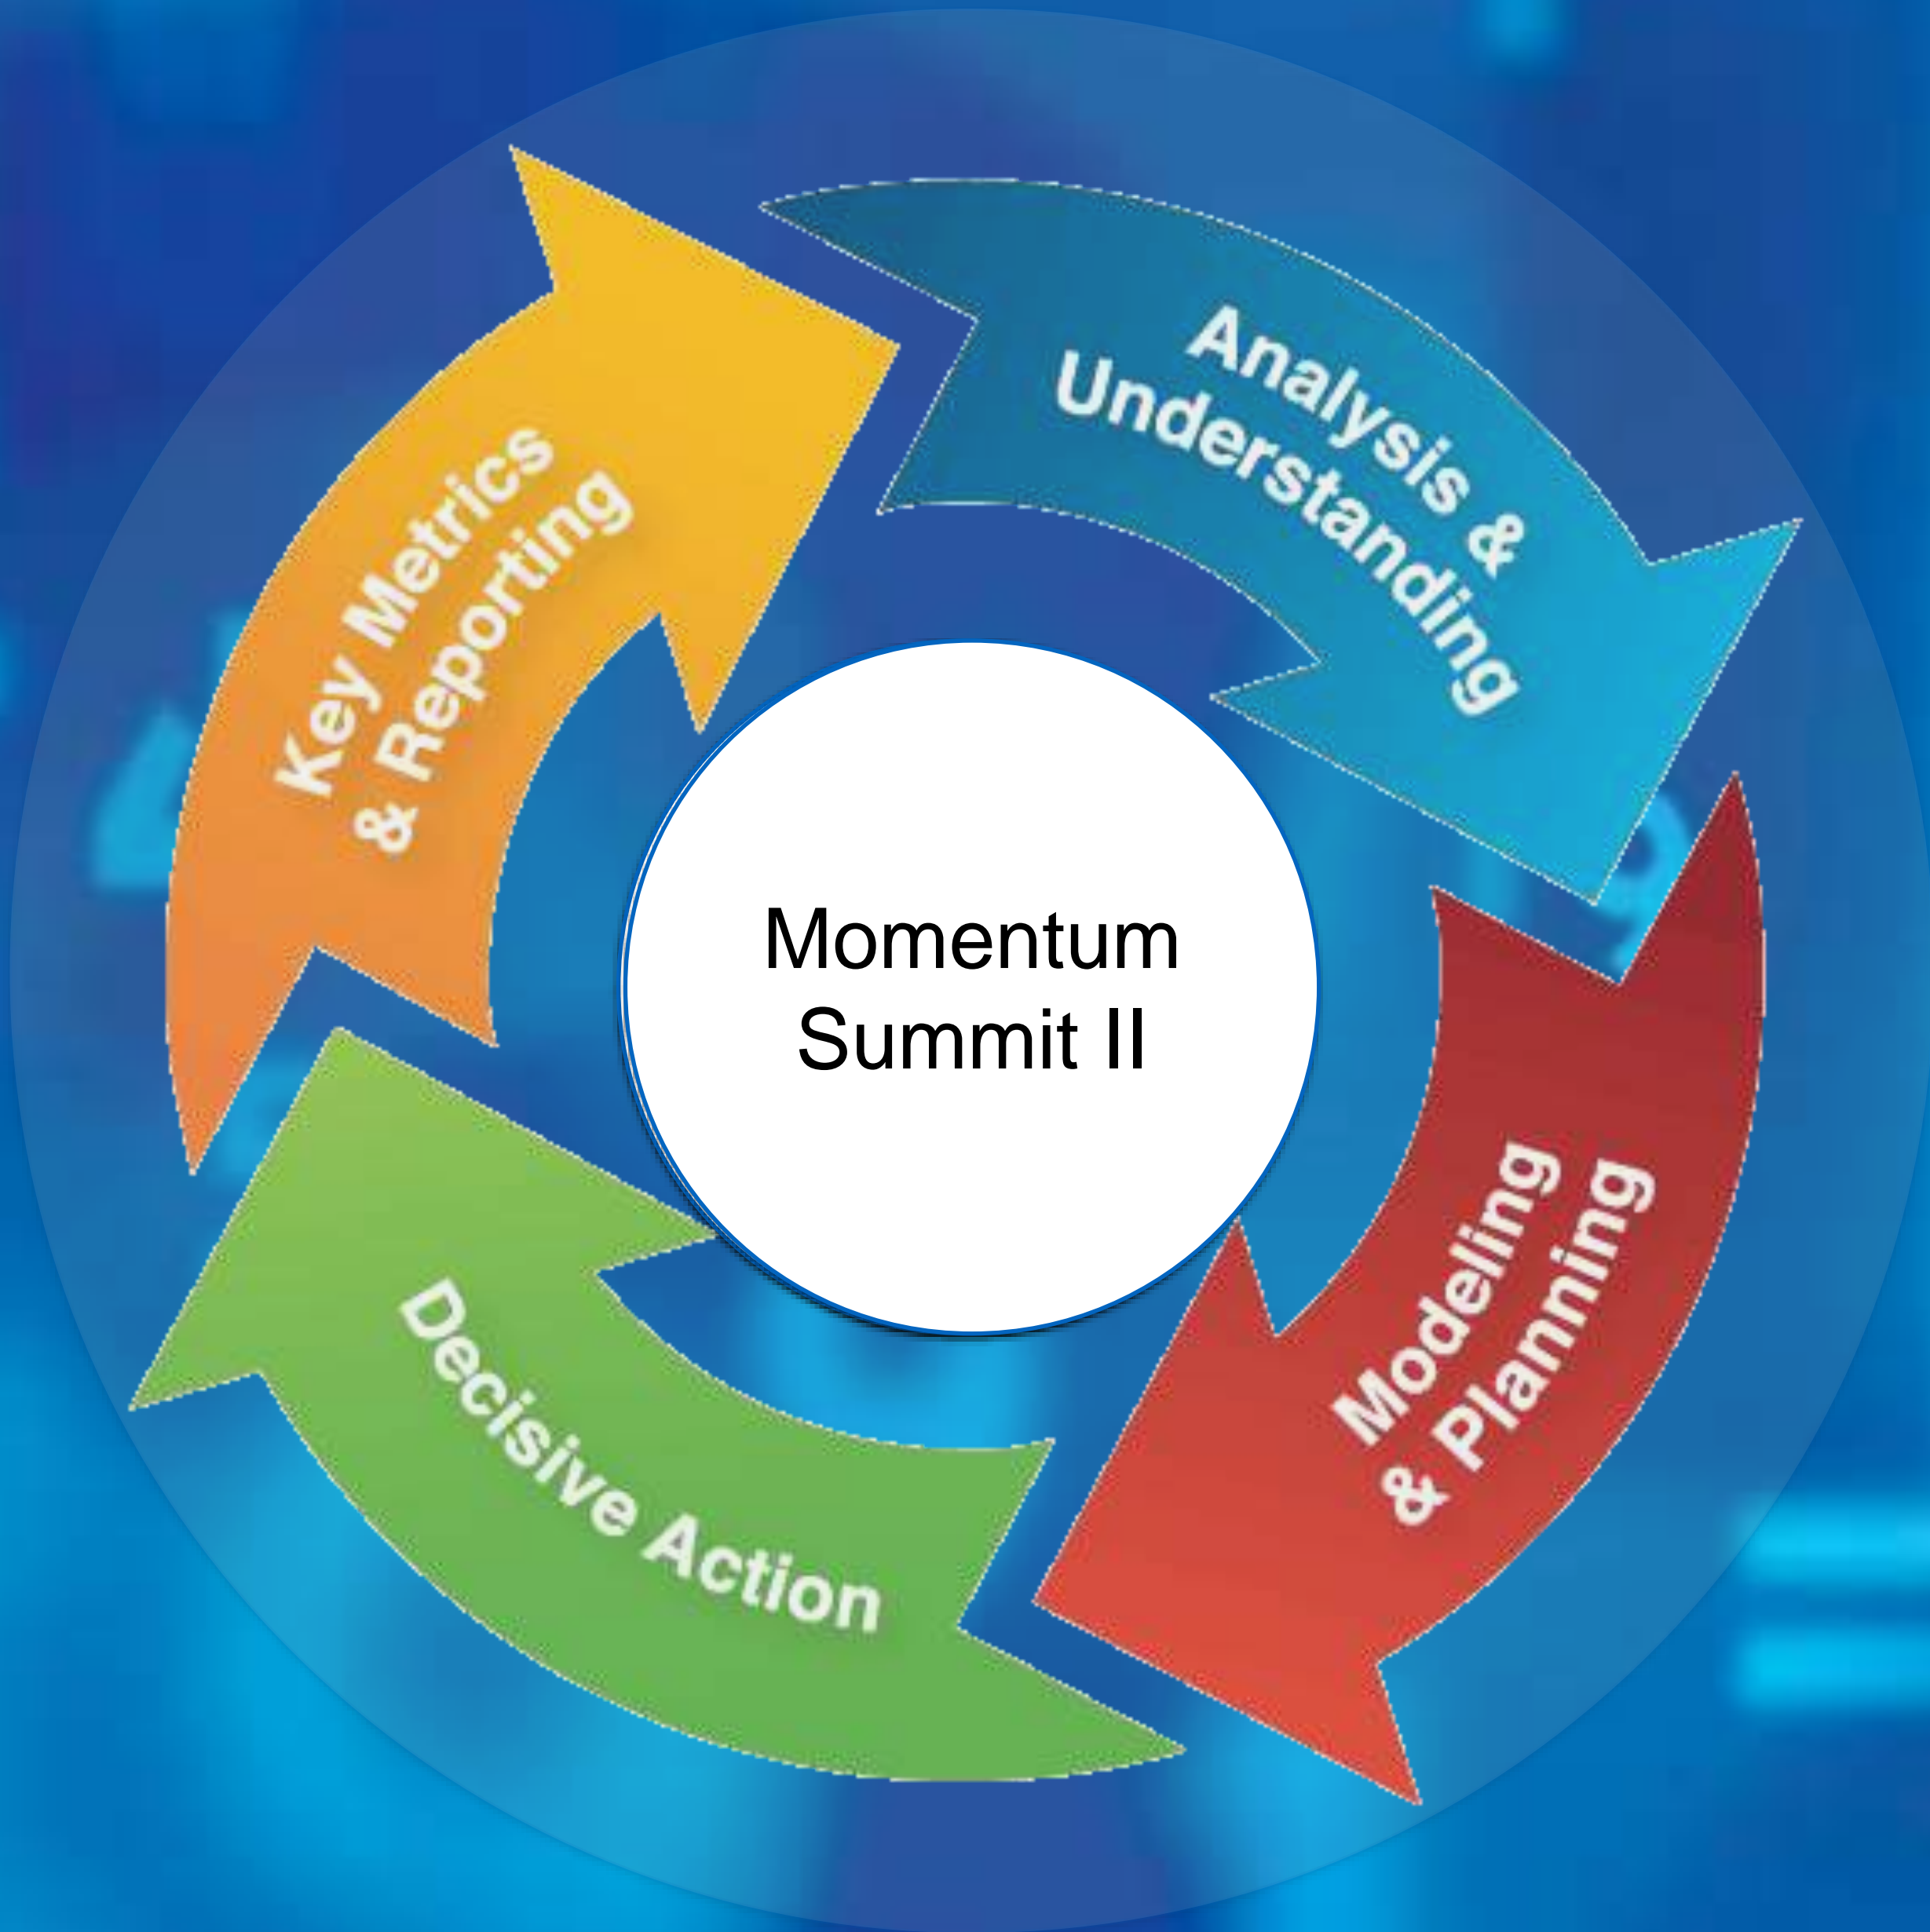 Analysis &
Understanding
Key Metrics
& Reporting
Momentum
Summit II
Modeling
& Planning
Decisive Action